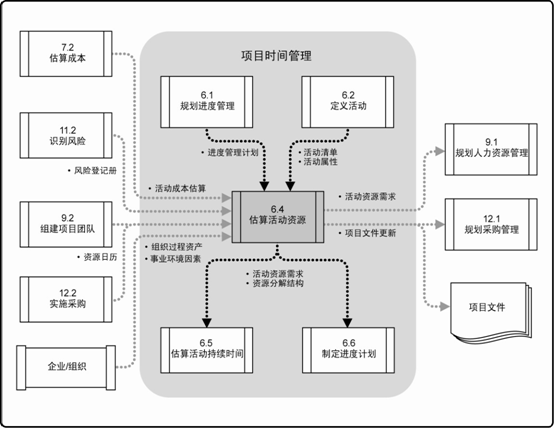 项目时间管理
7.2
估算成本
6.1
规划进度管理
6.2
定义活动
11.2
识别风险
• 风险登记册
• 进度管理计划
• 活动清单
• 活动属性
9.1
规划人力资源管理
• 活动成本估算
6.4
估算活动资源
• 活动资源需求
9.2
组建项目团队
• 资源日历
• 项目文件更新
12.1
规划采购管理
• 组织过程资产
• 事业环境因素
12.2
实施采购
• 活动资源需求
• 资源分解结构
项目文件
企业/组织
6.5
估算活动持续时间
6.6
制定进度计划